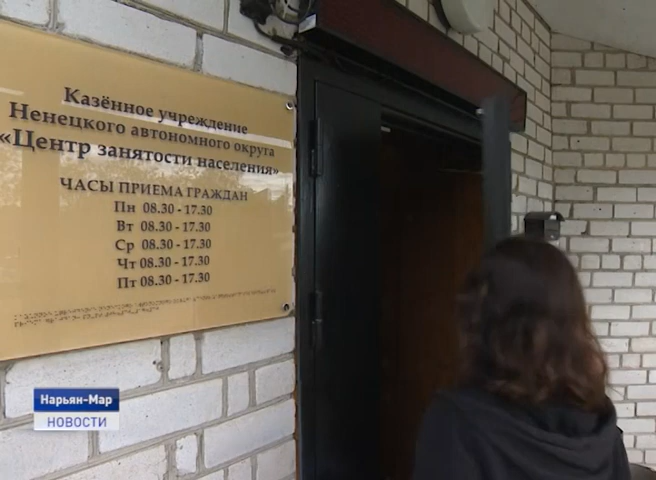 Казённое учреждение
Ненецкого автономного округа
«Центр занятости населения»
ЧАСЫ ПРИЕМА ГРАЖДАН
Пн 08.30 - 17.30
Вт 08.30 - 17.30
Ср 08.30 - 17.30
Чт 08.30 - 17.30
Пт 08.30 - 17.30
Нарьян-Мар
НОВОСТИ